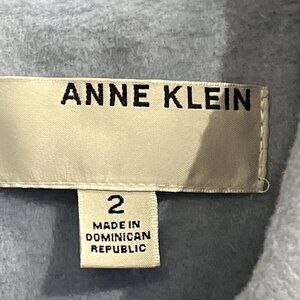 ANNE KLEIN
2
MADE IN
DOMINICAN
REPUBLIC